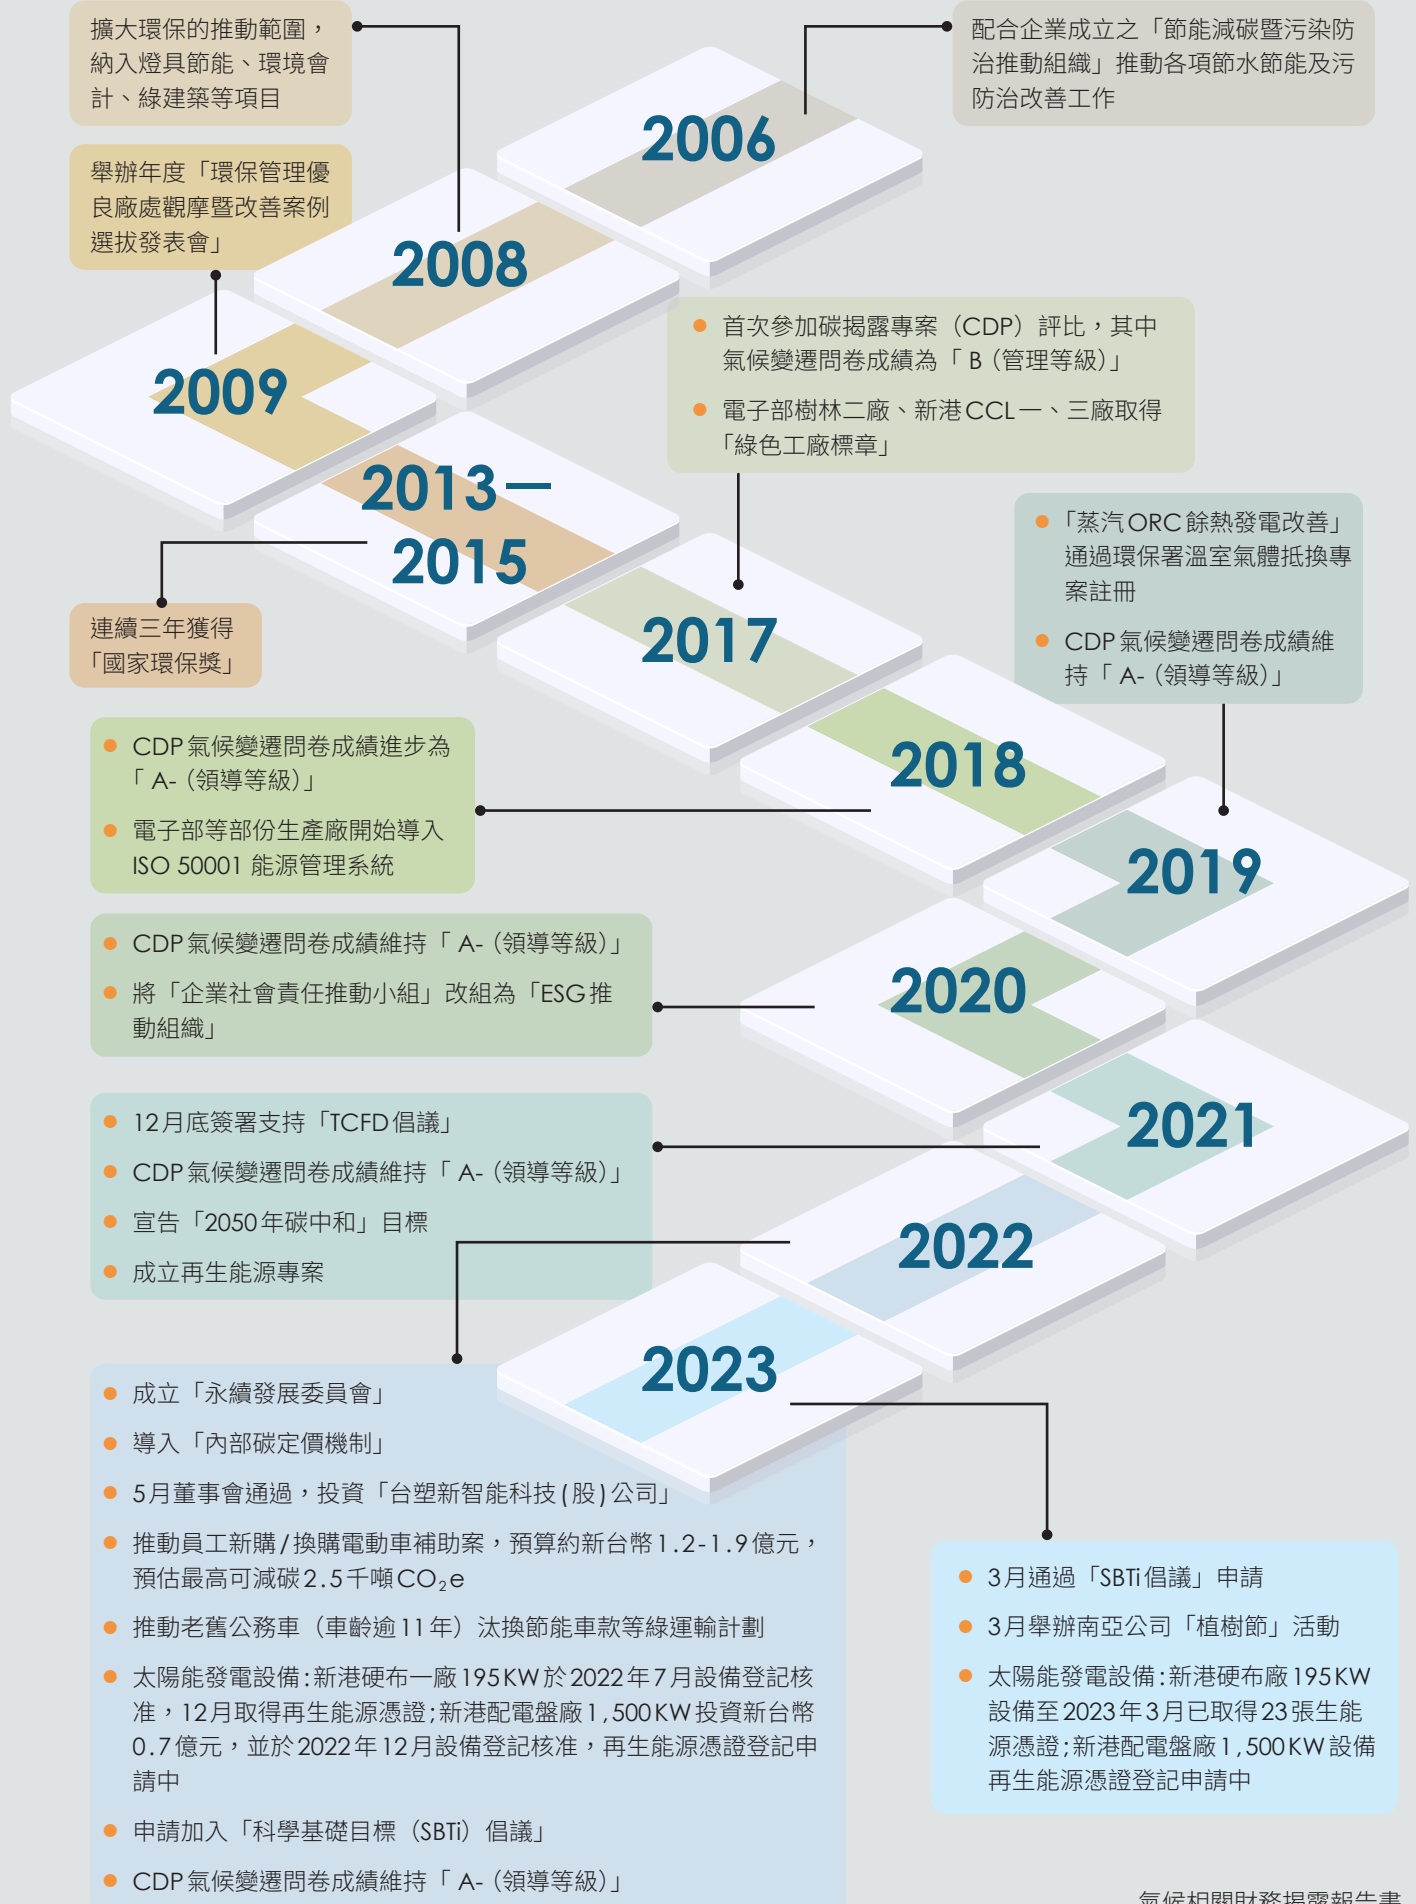 擴大環保的推動範圍，
納入燈具節能、環境會
計、綠建築等項目
配合企業成立之「節能減碳暨污染防
治推動組織」推動各項節水節能及污
防治改善工作
2006
舉辦年度「環保管理優
良廠處觀摩暨改善案例
選拔發表會」
2008
2009
● 首次參加碳揭露專案（CDP）評比，其中
氣候變遷問卷成績為「 B（管理等級）」
● 電子部樹林二廠、新港CCL一、三廠取得
「綠色工廠標章」
2013—
2015
連續三年獲得
「國家環保獎」
2017
● 「蒸汽ORC餘熱發電改善」
通過環保署溫室氣體抵換專
案註冊
● CDP氣候變遷問卷成績維
持「 A-（領導等級）」
● CDP氣候變遷問卷成績進步為
「 A-（領導等級）」
● 電子部等部份生產廠開始導入
ISO 50001 能源管理系統
2018
2019
● CDP氣候變遷問卷成績維持「 A-（領導等級）」
● 將「企業社會責任推動小組」改組為「ESG推
動組織」
2020
● 12月底簽署支持「TCFD倡議」
● CDP氣候變遷問卷成績維持「 A-（領導等級）」
● 宣告「2050年碳中和」目標
● 成立再生能源專案
2021
2022
2023
● 成立「永續發展委員會」
● 導入「內部碳定價機制」
● 5月董事會通過，投資「台塑新智能科技(股)公司」
● 推動員工新購/換購電動車補助案，預算約新台幣1.2-1.9億元，
預估最高可減碳2.5千噸CO₂e
● 推動老舊公務車（車齡逾11年）汰換節能車款等綠運輸計劃
● 太陽能發電設備:新港硬布一廠195KW於2022年7月設備登記核
准，12月取得再生能源憑證;新港配電盤廠1,500KW投資新台幣
0.7億元，並於2022年12月設備登記核准，再生能源憑證登記申
請中
● 申請加入「科學基礎目標（SBTi）倡議」
● CDP氣候變遷問卷成績維持「 A-（領導等級）」
● 3月通過「SBTi倡議」申請
● 3月舉辦南亞公司「植樹節」活動
● 太陽能發電設備:新港硬布廠195KW
設備至2023年3月已取得23張生能
源憑證;新港配電盤廠1,500KW設備
再生能源憑證登記申請中
氣候相關財務揭露報告書